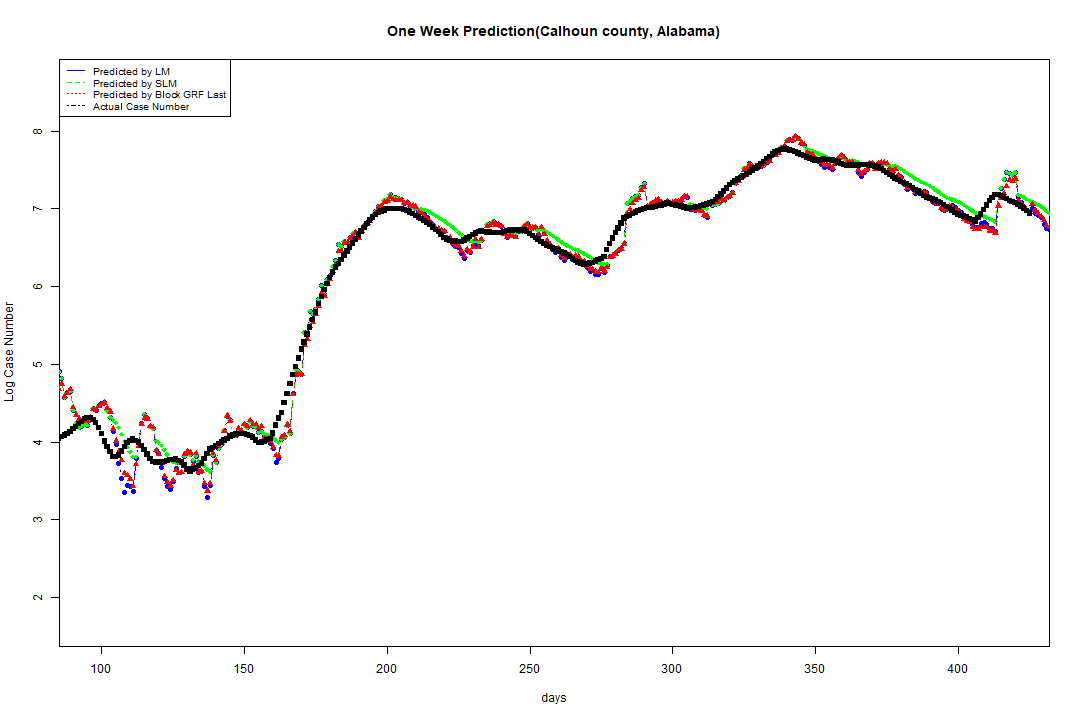 One Week Prediction(Calhoun county, Alabama)
Predicted by LM
Predicted by SLM
Predicted by Block GRF Last
Actual Case Number
Log Case Number
8
7
6
5
4
3
2
100 150 200 250 300 350 400
days